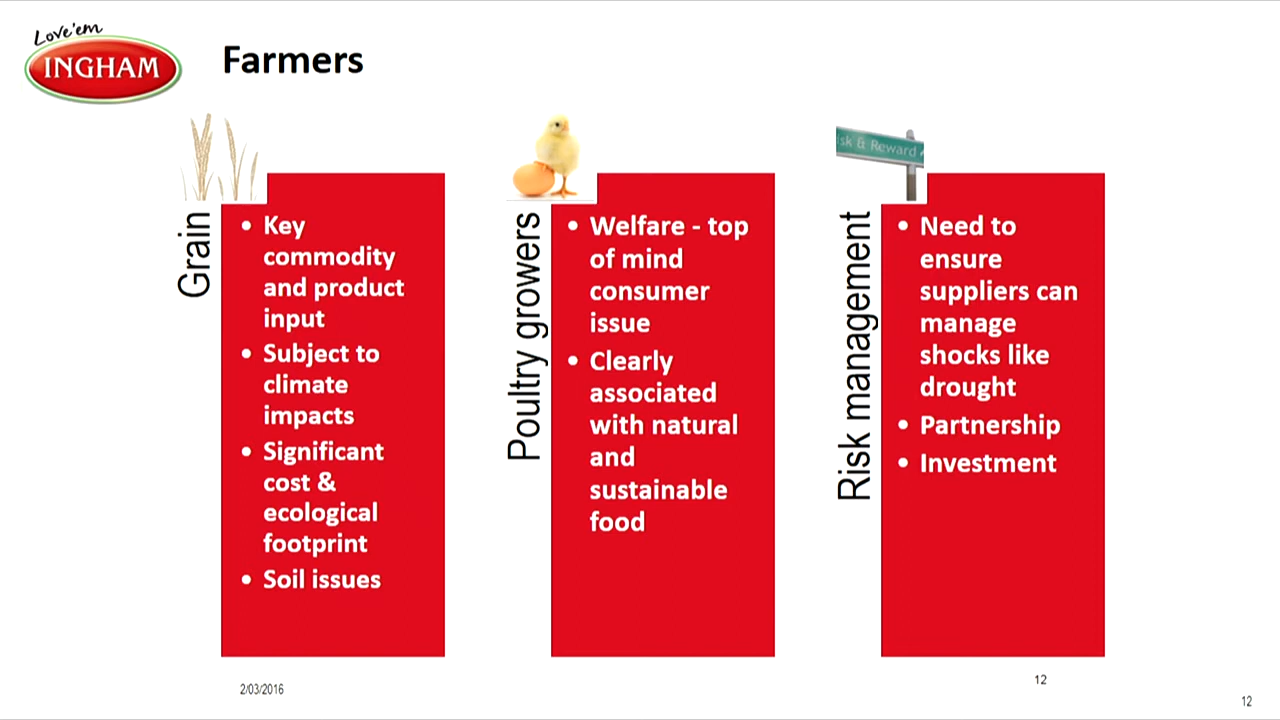 Love'em
INGHAM
Farmers
Grain
• Key
commodity
and product
input
• Subject to
climate
impacts
• Significant
cost &
ecological
footprint
• Soil issues
Poultry growers
• Welfare - top
of mind
consumer
issue
• Clearly
associated
with natural
and
sustainable
food
isk & Reward
Risk management
• Need to
ensure
suppliers can
manage
shocks like
drought
• Partnership
• Investment
2/03/2016
12
12